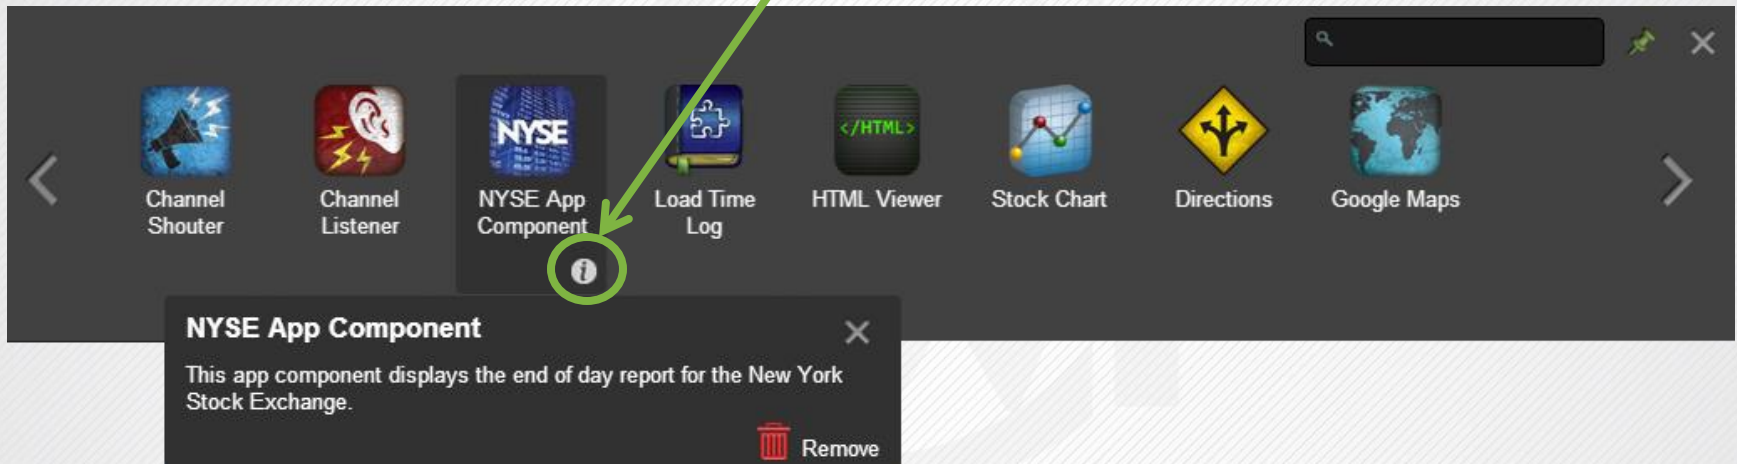 NYSE
</HTML>
Channel
Shouter
Channel
Listener
NYSE App
Component
Load Time
Log
HTML Viewer
Stock Chart
Directions
Google Maps
i
NYSE App Component
This app component displays the end of day report for the New York
Stock Exchange.
Remove